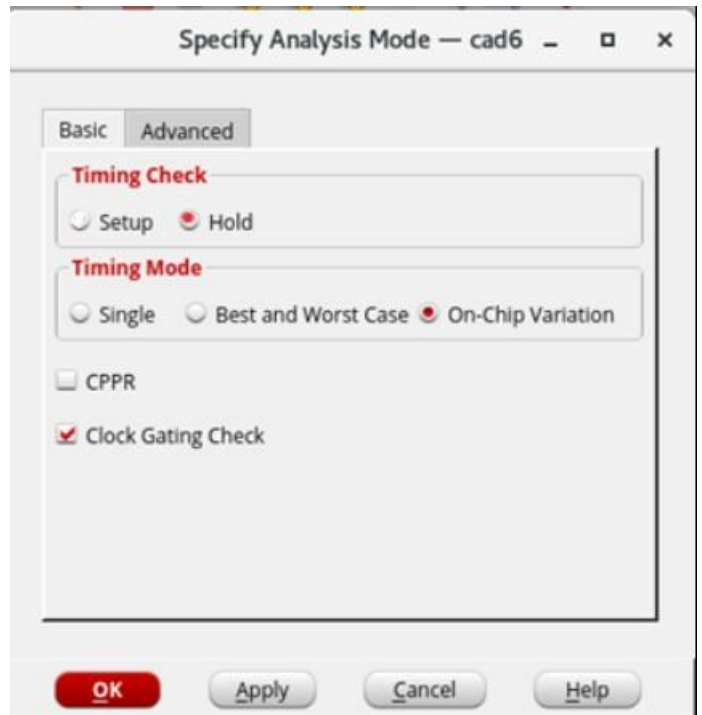 Specify Analysis Mode — cad6
Basic Advanced
Timing Check
Setup Hold
Timing Mode
Single Best and Worst Case On-Chip Variation
CPPR
Clock Gating Check
OK Apply Cancel Help